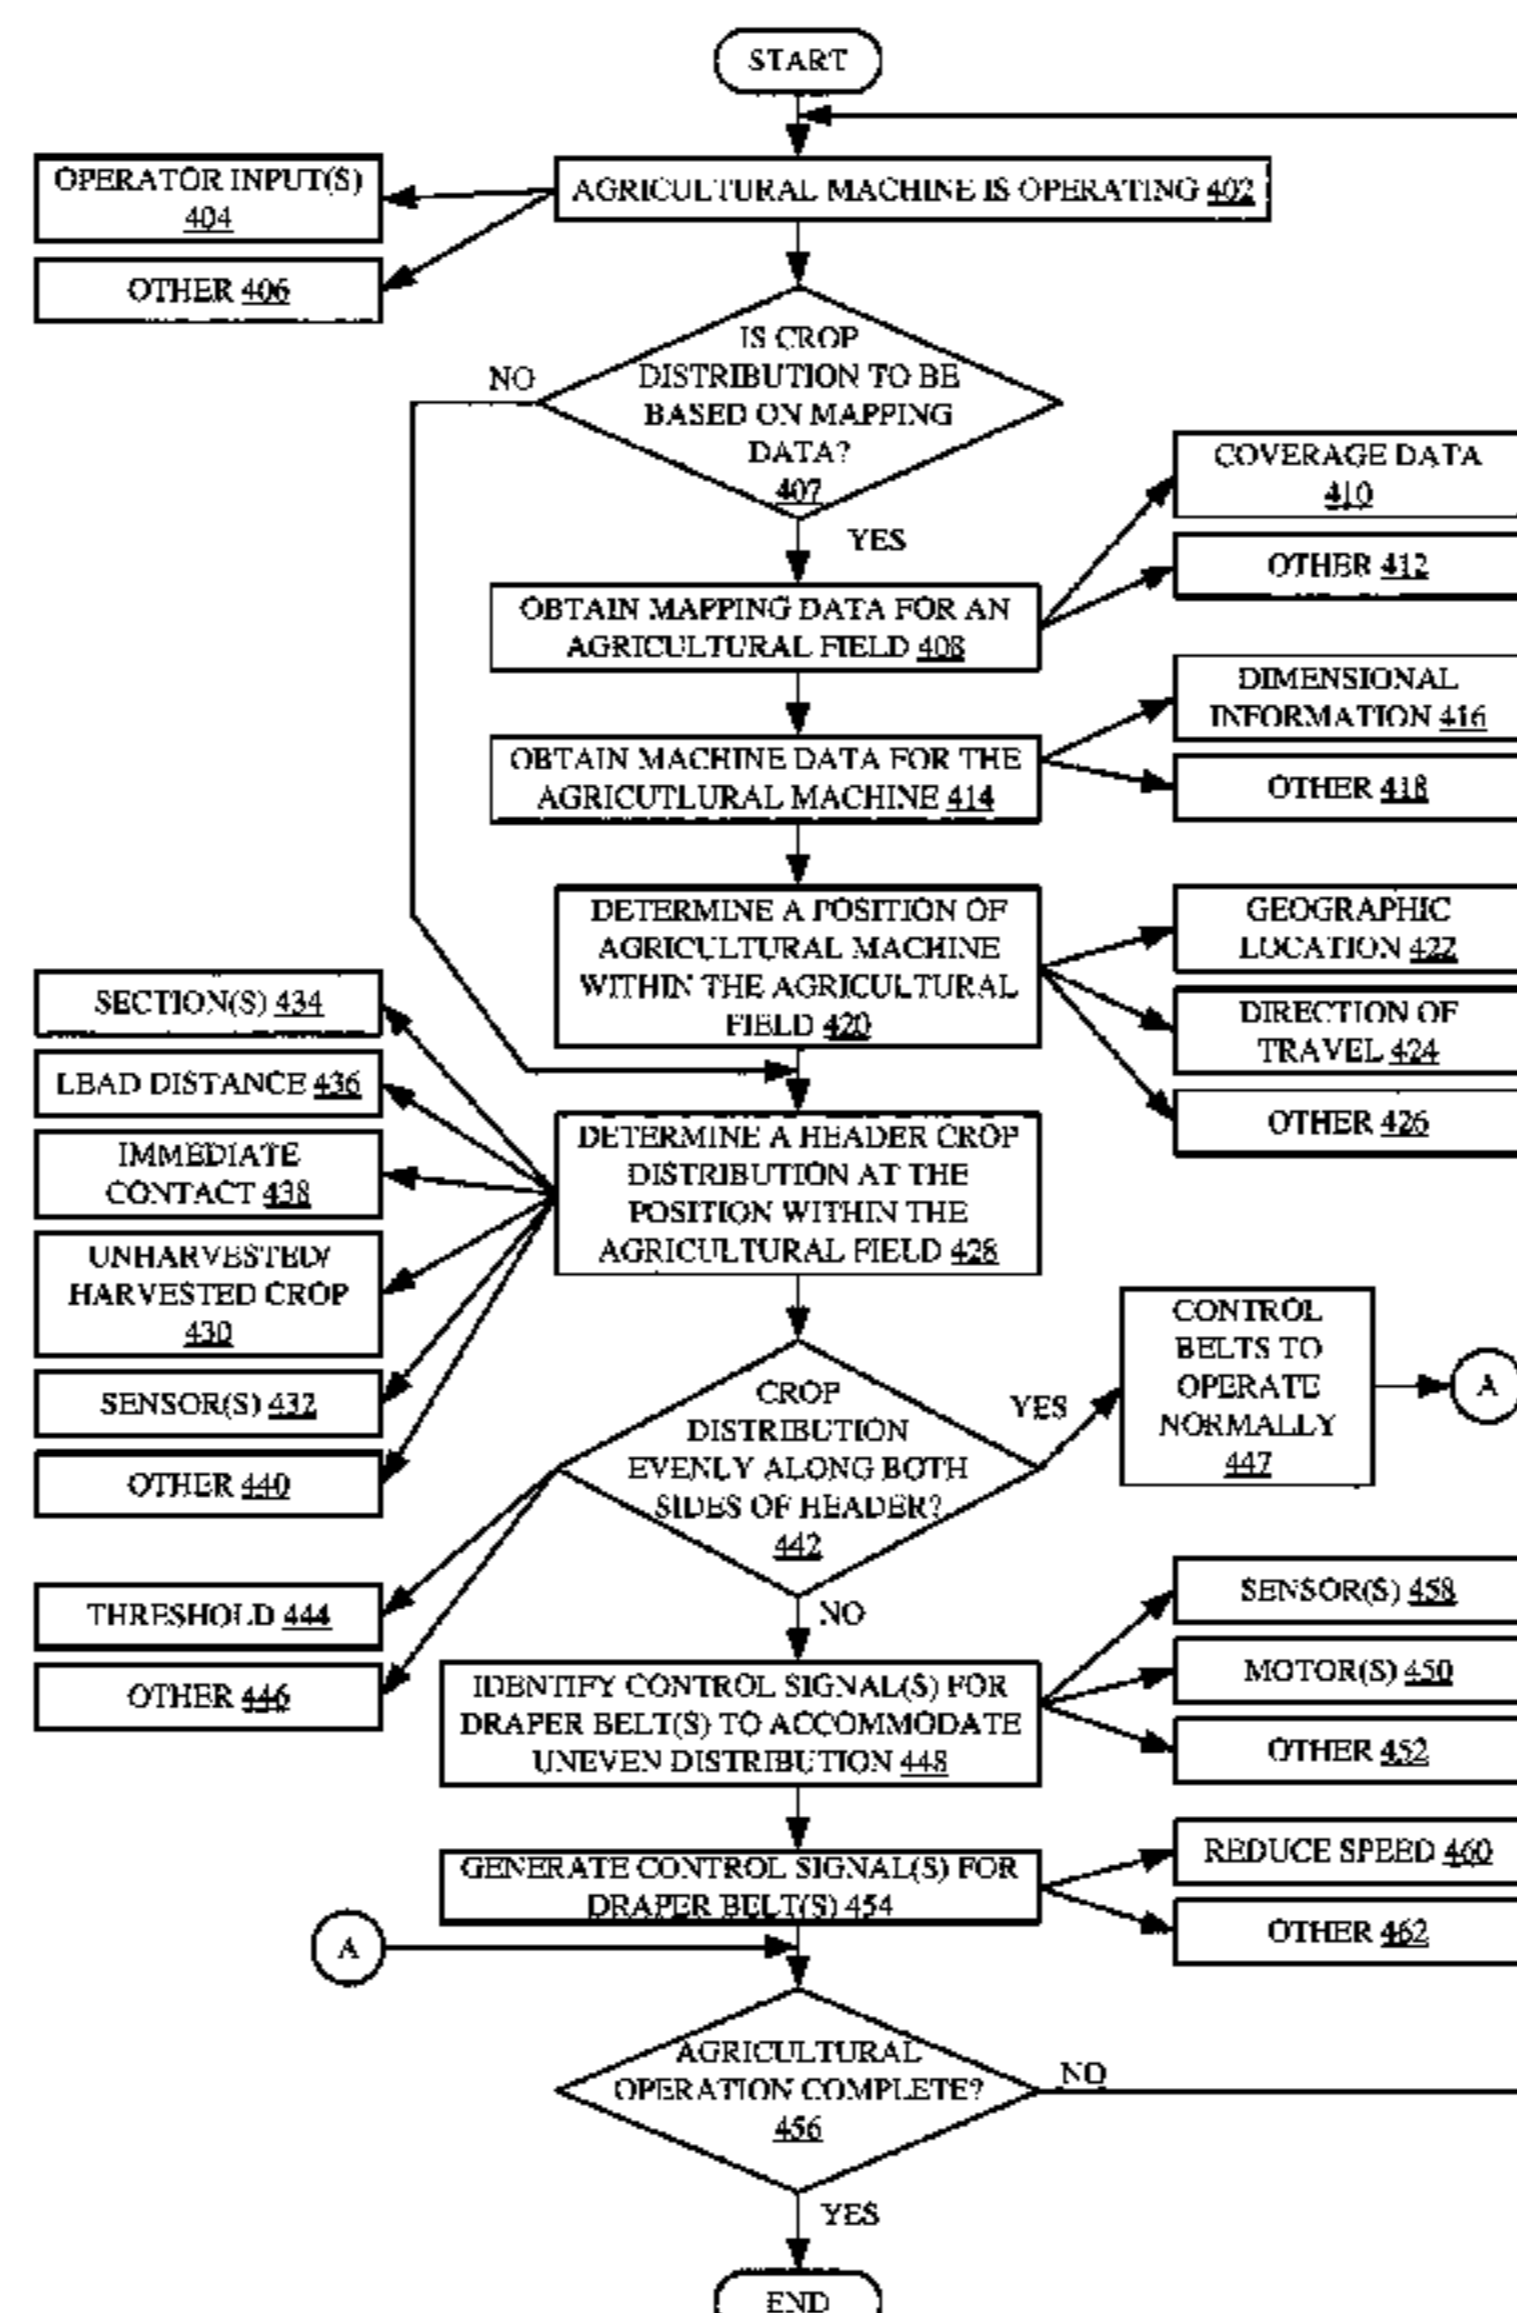 START
AGRICULTURAL MACHINE IS OPERATING 402
OPERATOR INPUT(S)
404
OTHER 406
IS CROP
DISTRIBUTION TO BE
BASED ON MAPPING
DATA?
407
NO
YES
COVERAGE DATA
410
OTHER 412
OBTAIN MAPPING DATA FOR AN
AGRICULTURAL FIELD 408
DIMENSIONAL
INFORMATION 416
OTHER 418
OBTAIN MACHINE DATA FOR THE
AGRICUTLURAL MACHINE 414
DETERMINE A POSITION OF
AGRICULTURAL MACHINE
WITHIN THE AGRICULTURAL
FIELD 420
GEOGRAPHIC
LOCATION 422
DIRECTION OF
TRAVEL 424
OTHER 426
SECTION(S) 434
LEAD DISTANCE 436
IMMEDIATE
CONTACT 438
UNHARVESTED/
HARVESTED CROP
430
SENSOR(S) 432
OTHER 440
DETERMINE A HEADER CROP
DISTRIBUTION AT THE
POSITION WITHIN THE
AGRICULTURAL FIELD 428
CROP
DISTRIBUTION
EVENLY ALONG BOTH
SIDES OF HEADER?
442
YES
CONTROL
BELTS TO
OPERATE
NORMALLY
447
A
NO
THRESHOLD 444
OTHER 446
IDENTIFY CONTROL SIGNAL(S) FOR
DRAPER BELT(S) TO ACCOMMODATE
UNEVEN DISTRIBUTION 448
SENSOR(S) 458
MOTOR(S) 450
OTHER 452
GENERATE CONTROL SIGNAL(S) FOR
DRAPER BELT(S) 454
REDUCE SPEED 460
OTHER 462
A
AGRICULTURAL
OPERATION COMPLETE?
456
NO
YES
END